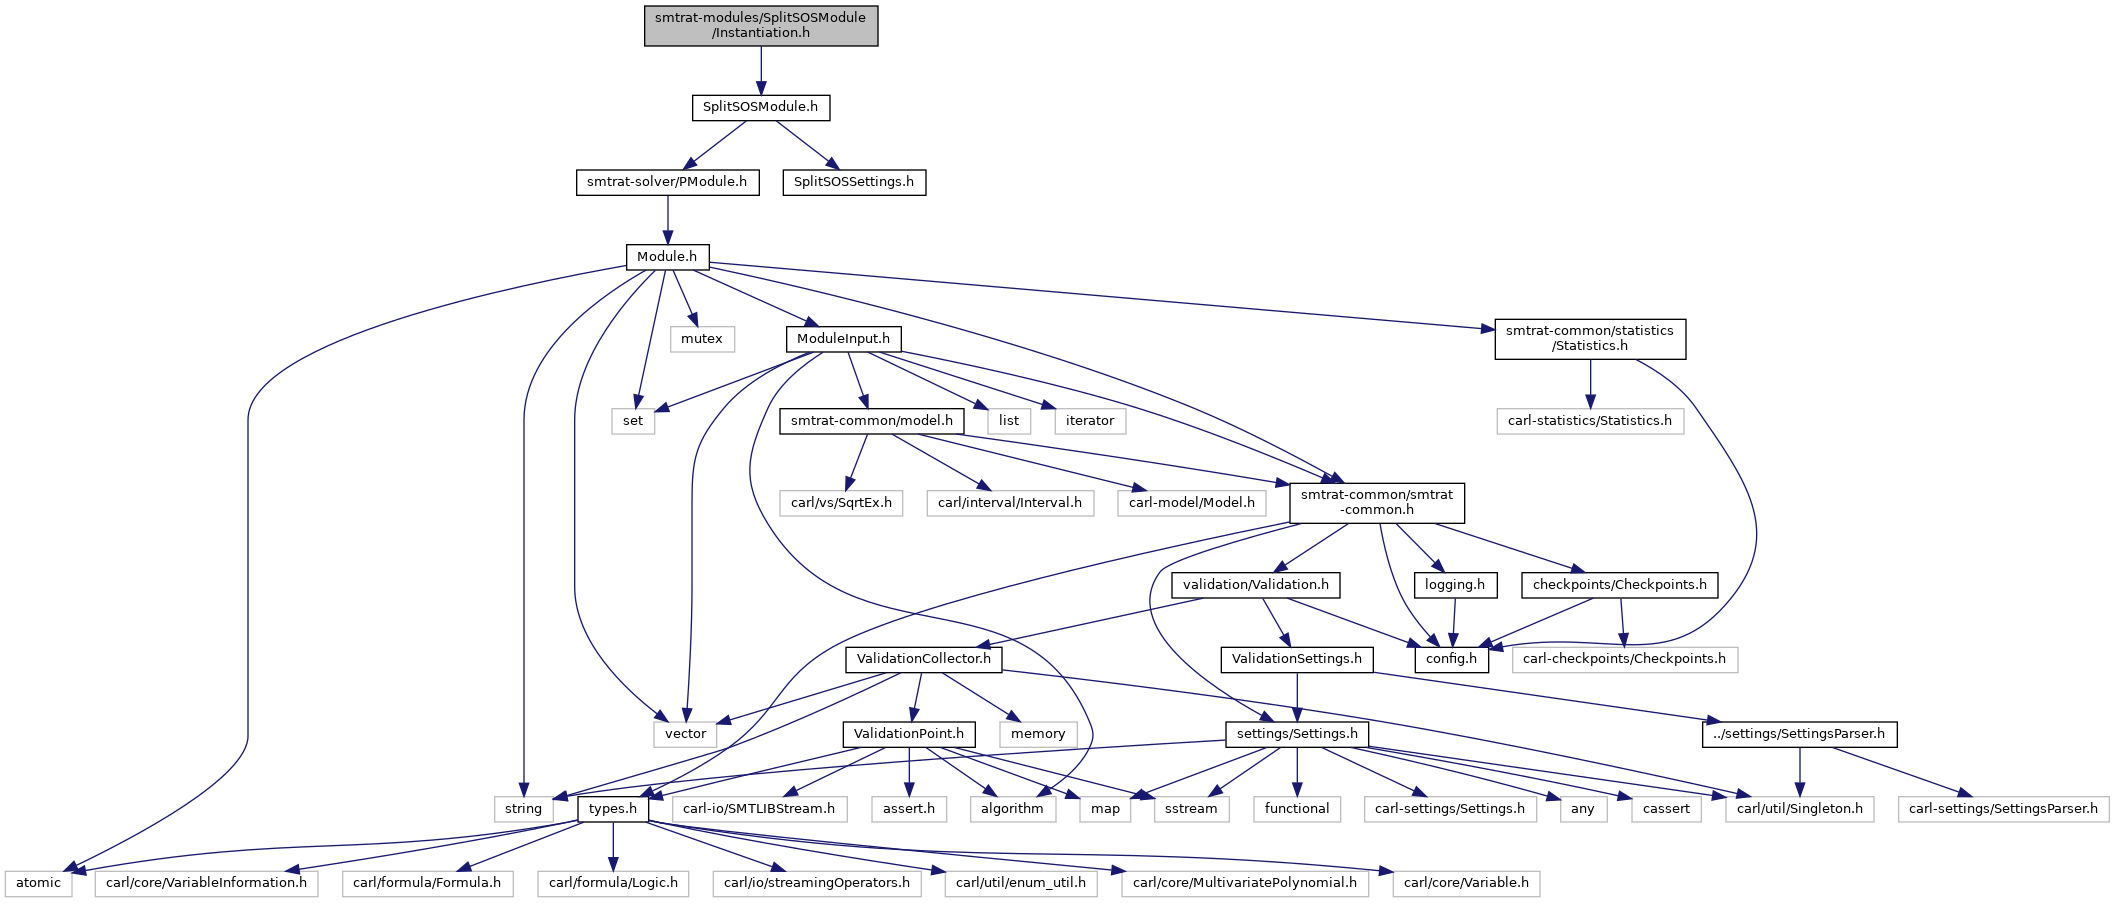 smtrat-modules/SplitSOSModule
/Instantiation.h
SplitSOSModule.h
smtrat-solver/PModule.h
SplitSOSSettings.h
Module.h
mutex
ModuleInput.h
smtrat-common/statistics
/Statistics.h
set
smtrat-common/model.h
list
iterator
carl-statistics/Statistics.h
carl/vs/SqrtEx.h
carl/interval/Interval.h
carl-model/Model.h
smtrat-common/smtrat
-common.h
validation/Validation.h
logging.h
checkpoints/Checkpoints.h
ValidationCollector.h
ValidationSettings.h
config.h
carl-checkpoints/Checkpoints.h
vector
ValidationPoint.h
memory
settings/Settings.h
../settings/SettingsParser.h
string
types.h
carl-io/SMTLIBStream.h
assert.h
algorithm
map
sstream
functional
carl-settings/Settings.h
any
cassert
carl/util/Singleton.h
carl-settings/SettingsParser.h
atomic
carl/core/VariableInformation.h
carl/formula/Formula.h
carl/formula/Logic.h
carl/io/streamingOperators.h
carl/util/enum_util.h
carl/core/MultivariatePolynomial.h
carl/core/Variable.h